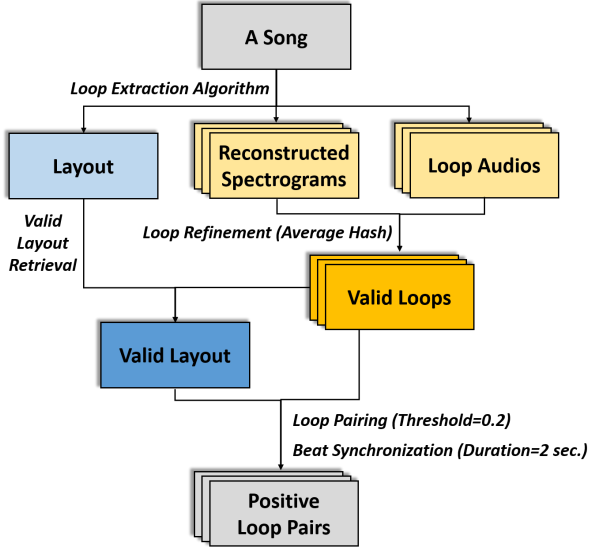 A Song
Loop Extraction Algorithm
Layout
Reconstructed
Spectrograms
Loop Audios
Valid
Layout
Retrieval
Loop Refinement (Average Hash)
Valid Loops
Valid Layout
Loop Pairing (Threshold=0.2)
Beat Synchronization (Duration=2 sec.)
Positive
Loop Pairs